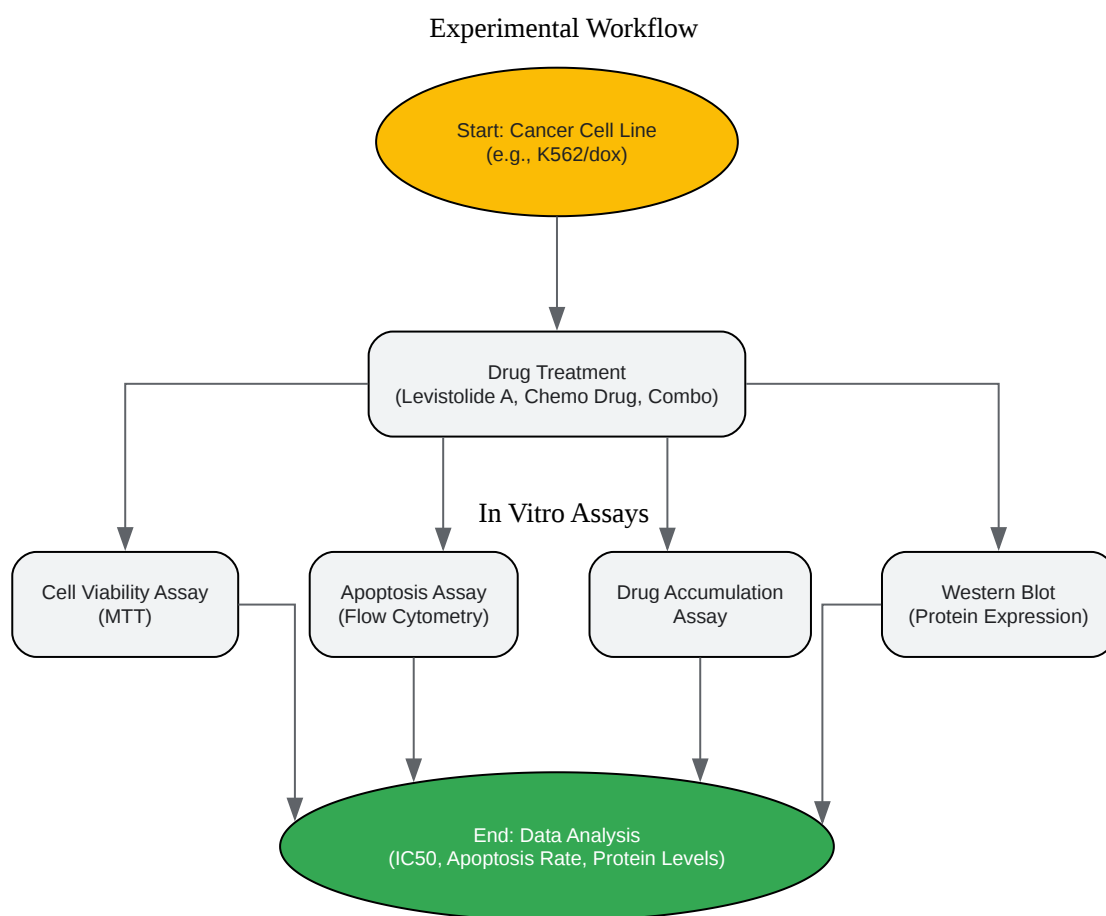 Experimental Workflow
Start: Cancer Cell Line
(e.g., K562/dox)
Drug Treatment
(Levistolide A, Chemo Drug, Combo)
In Vitro Assays
Cell Viability Assay
(MTT)
Apoptosis Assay
(Flow Cytometry)
Drug Accumulation
Assay
Western Blot
(Protein Expression)
End: Data Analysis
(IC50, Apoptosis Rate, Protein Levels)